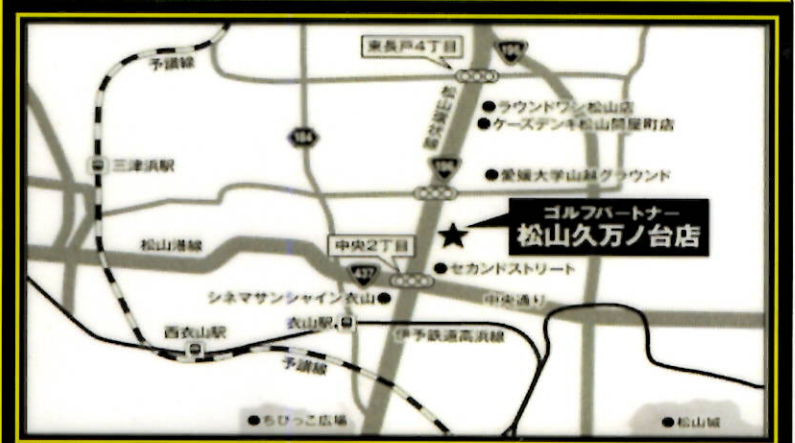 東長戸4丁目
196
予讃線
松山環状線
ラウンドワン松山店
ケーズデンキ松山問屋町店
184
三津浜駅
196
愛媛大学山越グラウンド
ゴルフパートナー
松山久万ノ台店
松山港線
中央2丁目
437
セカンドストリート
シネマサンシャイン衣山
中央通り
西衣山駅
衣山駅
伊予鉄道高浜線
予讃線
ちびっこ広場
松山城